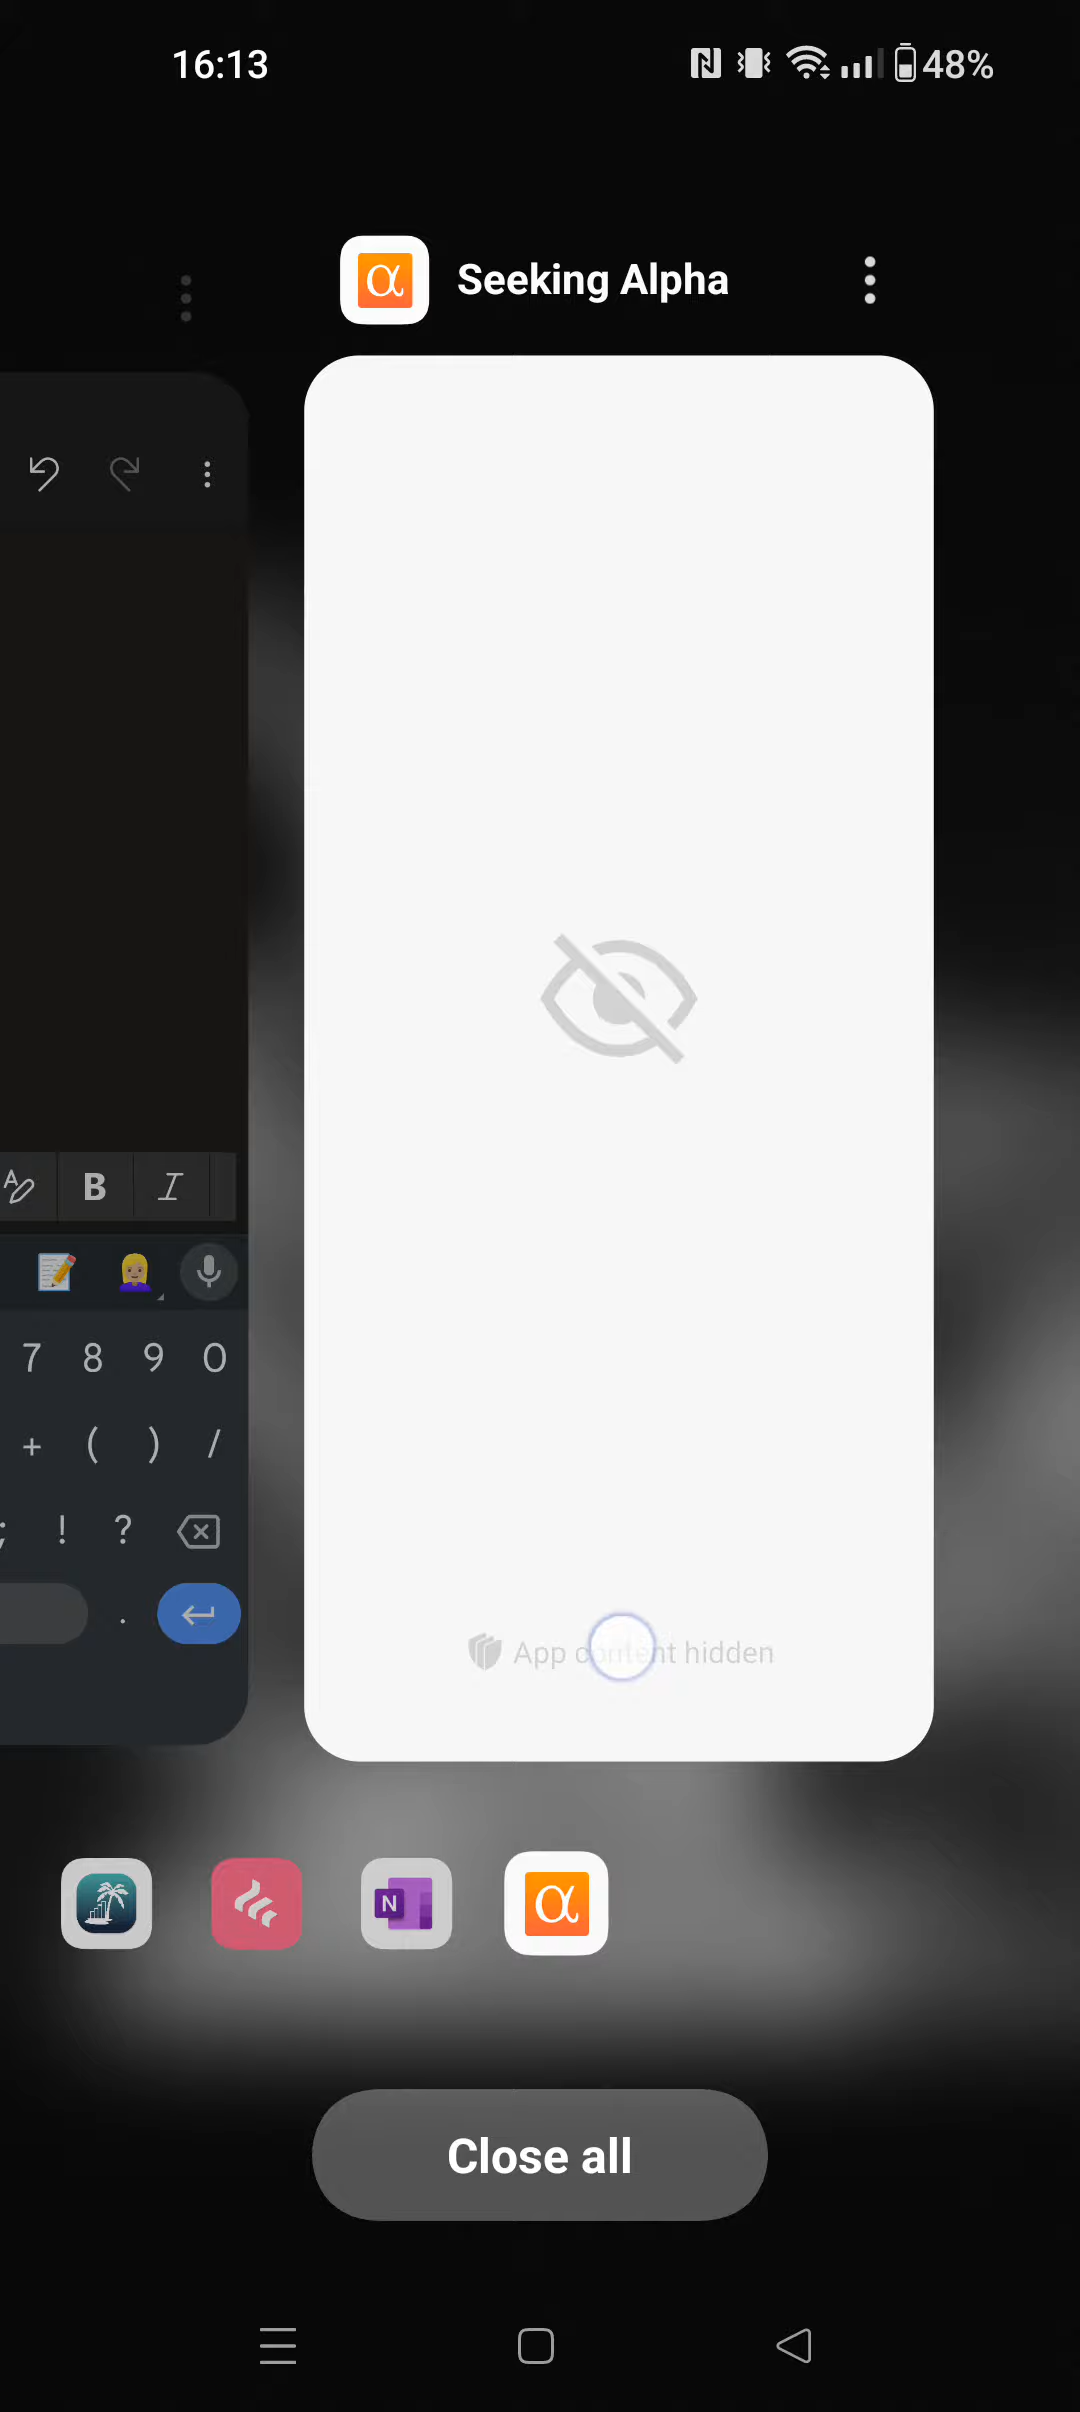 16:13 48%
α Seeking Alpha
B I
7 8 9 0
+ ( ) /
; ! ?
.
App content hidden
N α
Close all